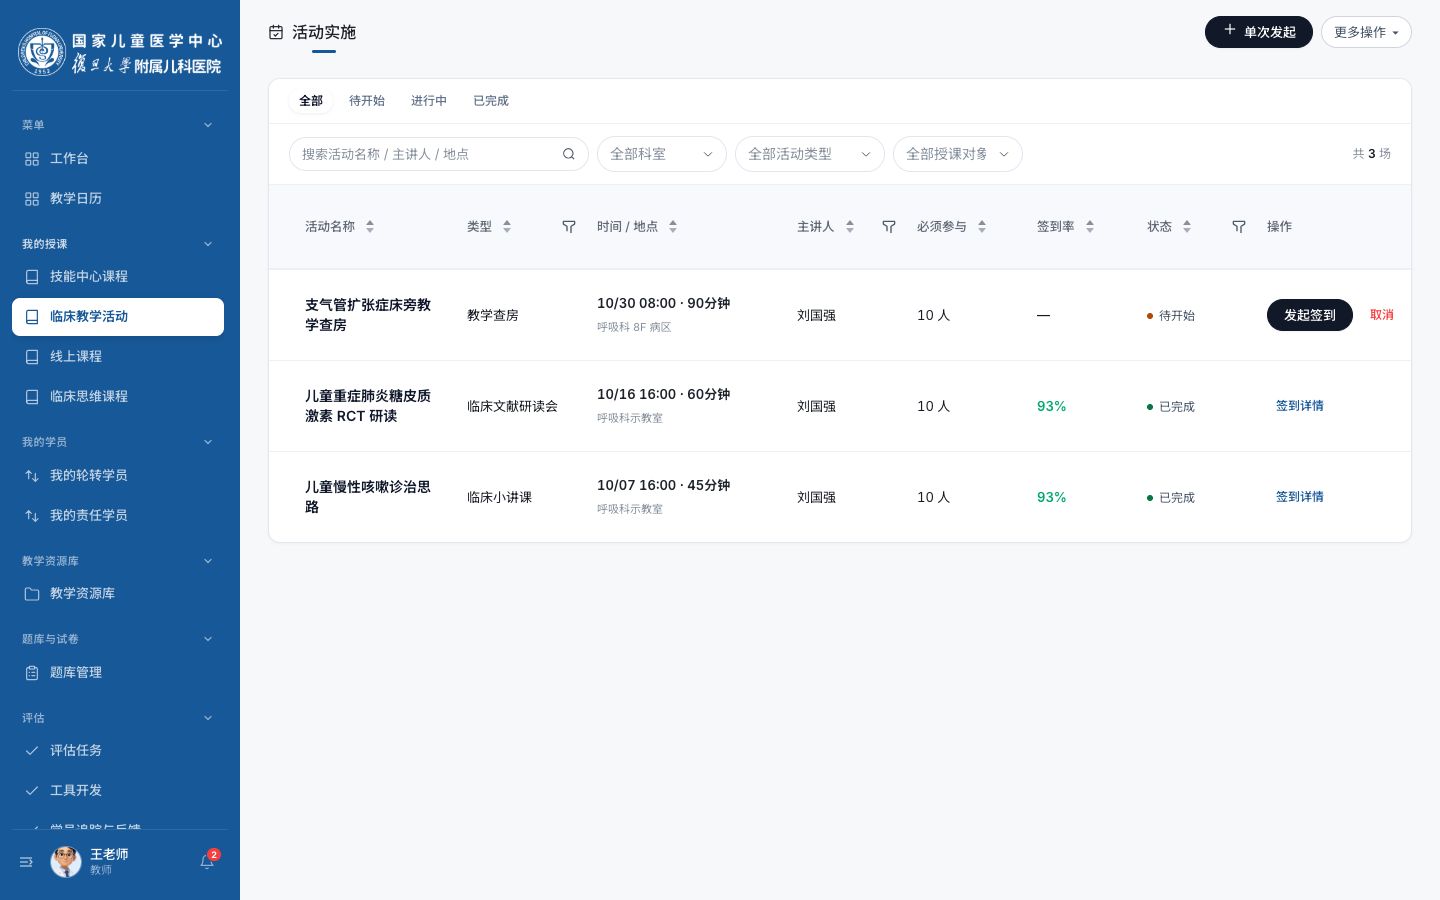 国家儿童医学中心
復旦大学附属儿科医院
1952
菜单
工作台
教学日历
我的授课
技能中心课程
临床教学活动
线上课程
临床思维课程
我的学员
我的轮转学员
我的责任学员
教学资源库
教学资源库
题库与试卷
题库管理
评估
评估任务
工具开发
王老师
教师
2
活动实施
单次发起
更多操作
全部 待开始 进行中 已完成
搜索活动名称 / 主讲人 / 地点 全部科室 全部活动类型 全部授课对象 共 3 场
活动名称 类型 时间 / 地点 主讲人 必须参与 签到率 状态 操作
支气管扩张症床旁教
学查房
教学查房
10/30 08:00 · 90分钟
呼吸科 8F 病区
刘国强
10 人
—
待开始
发起签到
取消
儿童重症肺炎糖皮质
激素 RCT 研读
临床文献研读会
10/16 16:00 · 60分钟
呼吸科示教室
刘国强
10 人
93%
已完成
签到详情
儿童慢性咳嗽诊治思
路
临床小讲课
10/07 16:00 · 45分钟
呼吸科示教室
刘国强
10 人
93%
已完成
签到详情